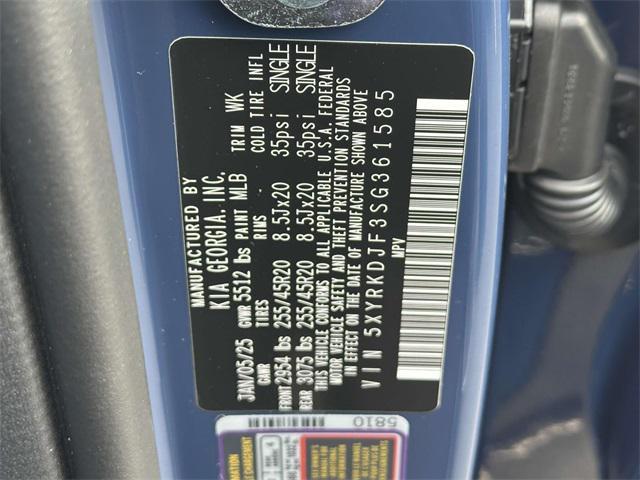 MANUFACTURED BY
KIA GEORGIA, INC.
JAN/05/25 GVWR 5512 lbs PAINT MLB TRIM WK
GAWR TIRES RIMS COLD TIRE INFL
FRONT 2954 lbs 255/45R20 8.5Jx20 35psi SINGLE
REAR 3075 lbs 255/45R20 8.5Jx20 35psi SINGLE
THIS VEHICLE CONFORMS TO ALL APPLICABLE U.S.A. FEDERAL
MOTOR VEHICLE SAFETY AND THEFT PREVENTION STANDARDS
IN EFFECT ON THE DATE OF MANUFACTURE SHOWN ABOVE
VIN 5XYRKDJF3SG361585
MPV
5810